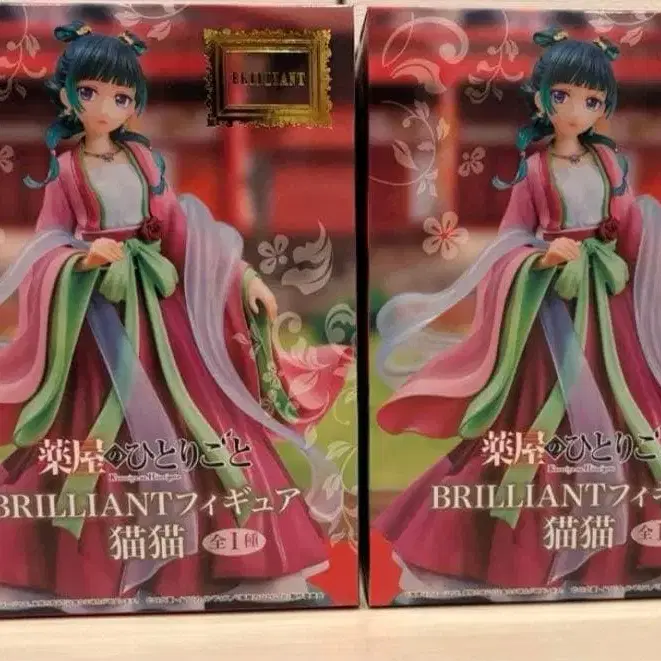 BRILLIANT
薬屋のひとりごと
Kusuriya no Hitorigoto
BRILLIANTフィギュア
猫猫 全1種
薬屋のひとりご
BRILLIANTフィギ
猫猫 全1